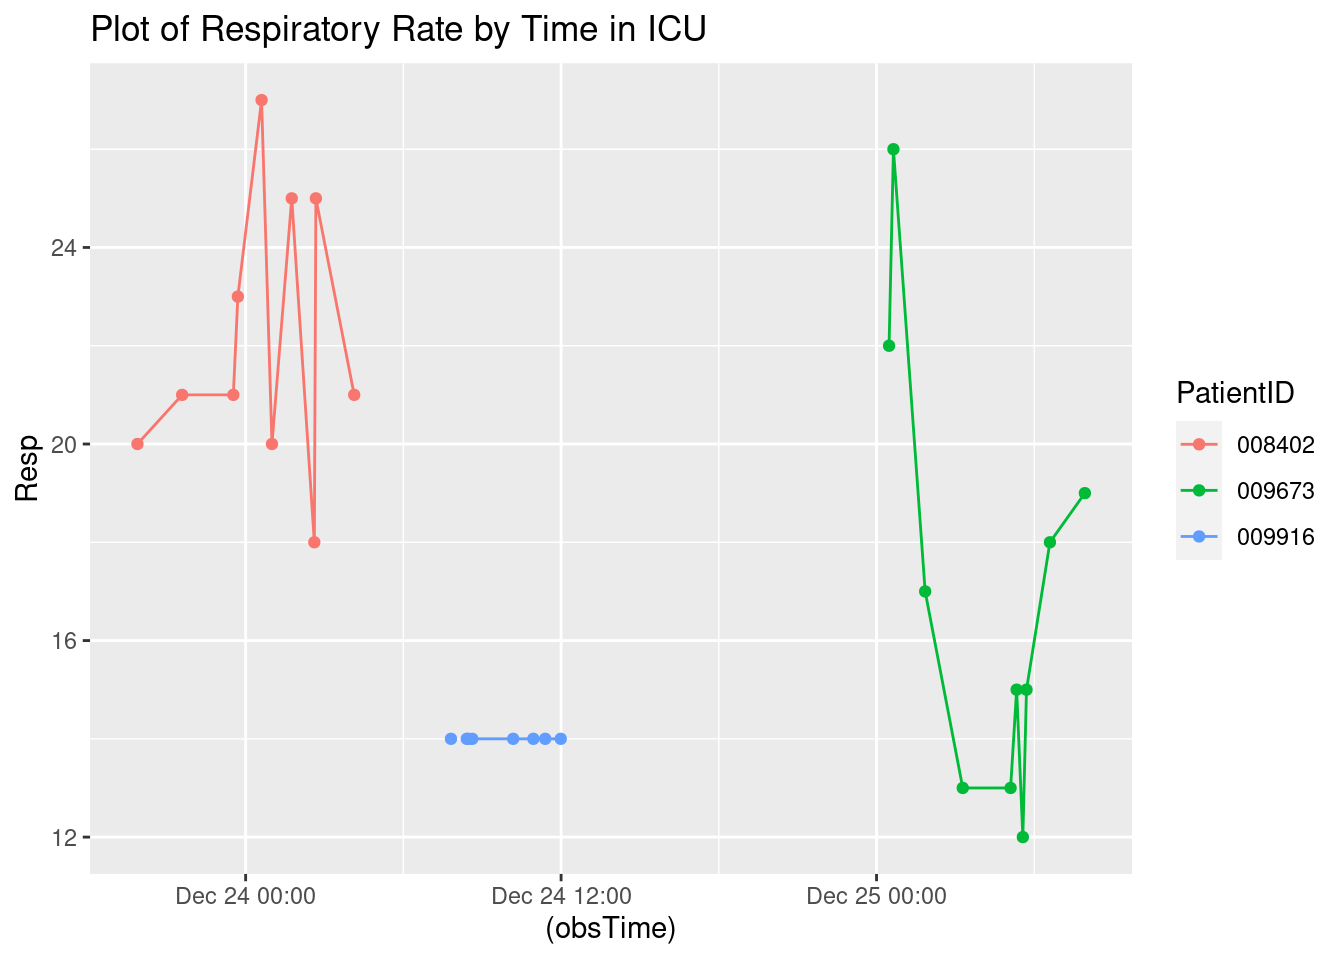 Plot of Respiratory Rate by Time in ICU
24
20
16
12
Resp
Dec 24 00:00
Dec 24 12:00
Dec 25 00:00
(obsTime)
PatientID
008402
009673
009916